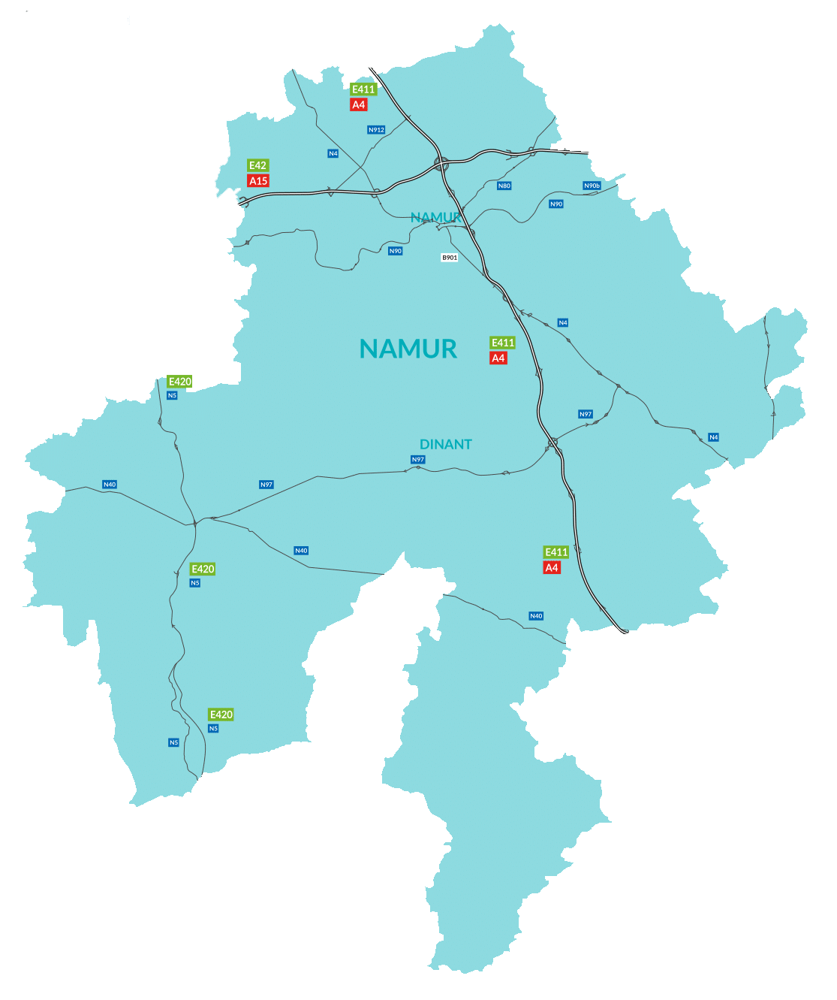 E411
A4
N912
N4
E42
A15
N80
N90b
N90
NAMUR
N90
B901
N4
E411
A4
NAMUR
E420
N5
N97
N4
DINANT
N97
N40
N97
N40
E411
A4
E420
N5
N40
E420
N5
N5